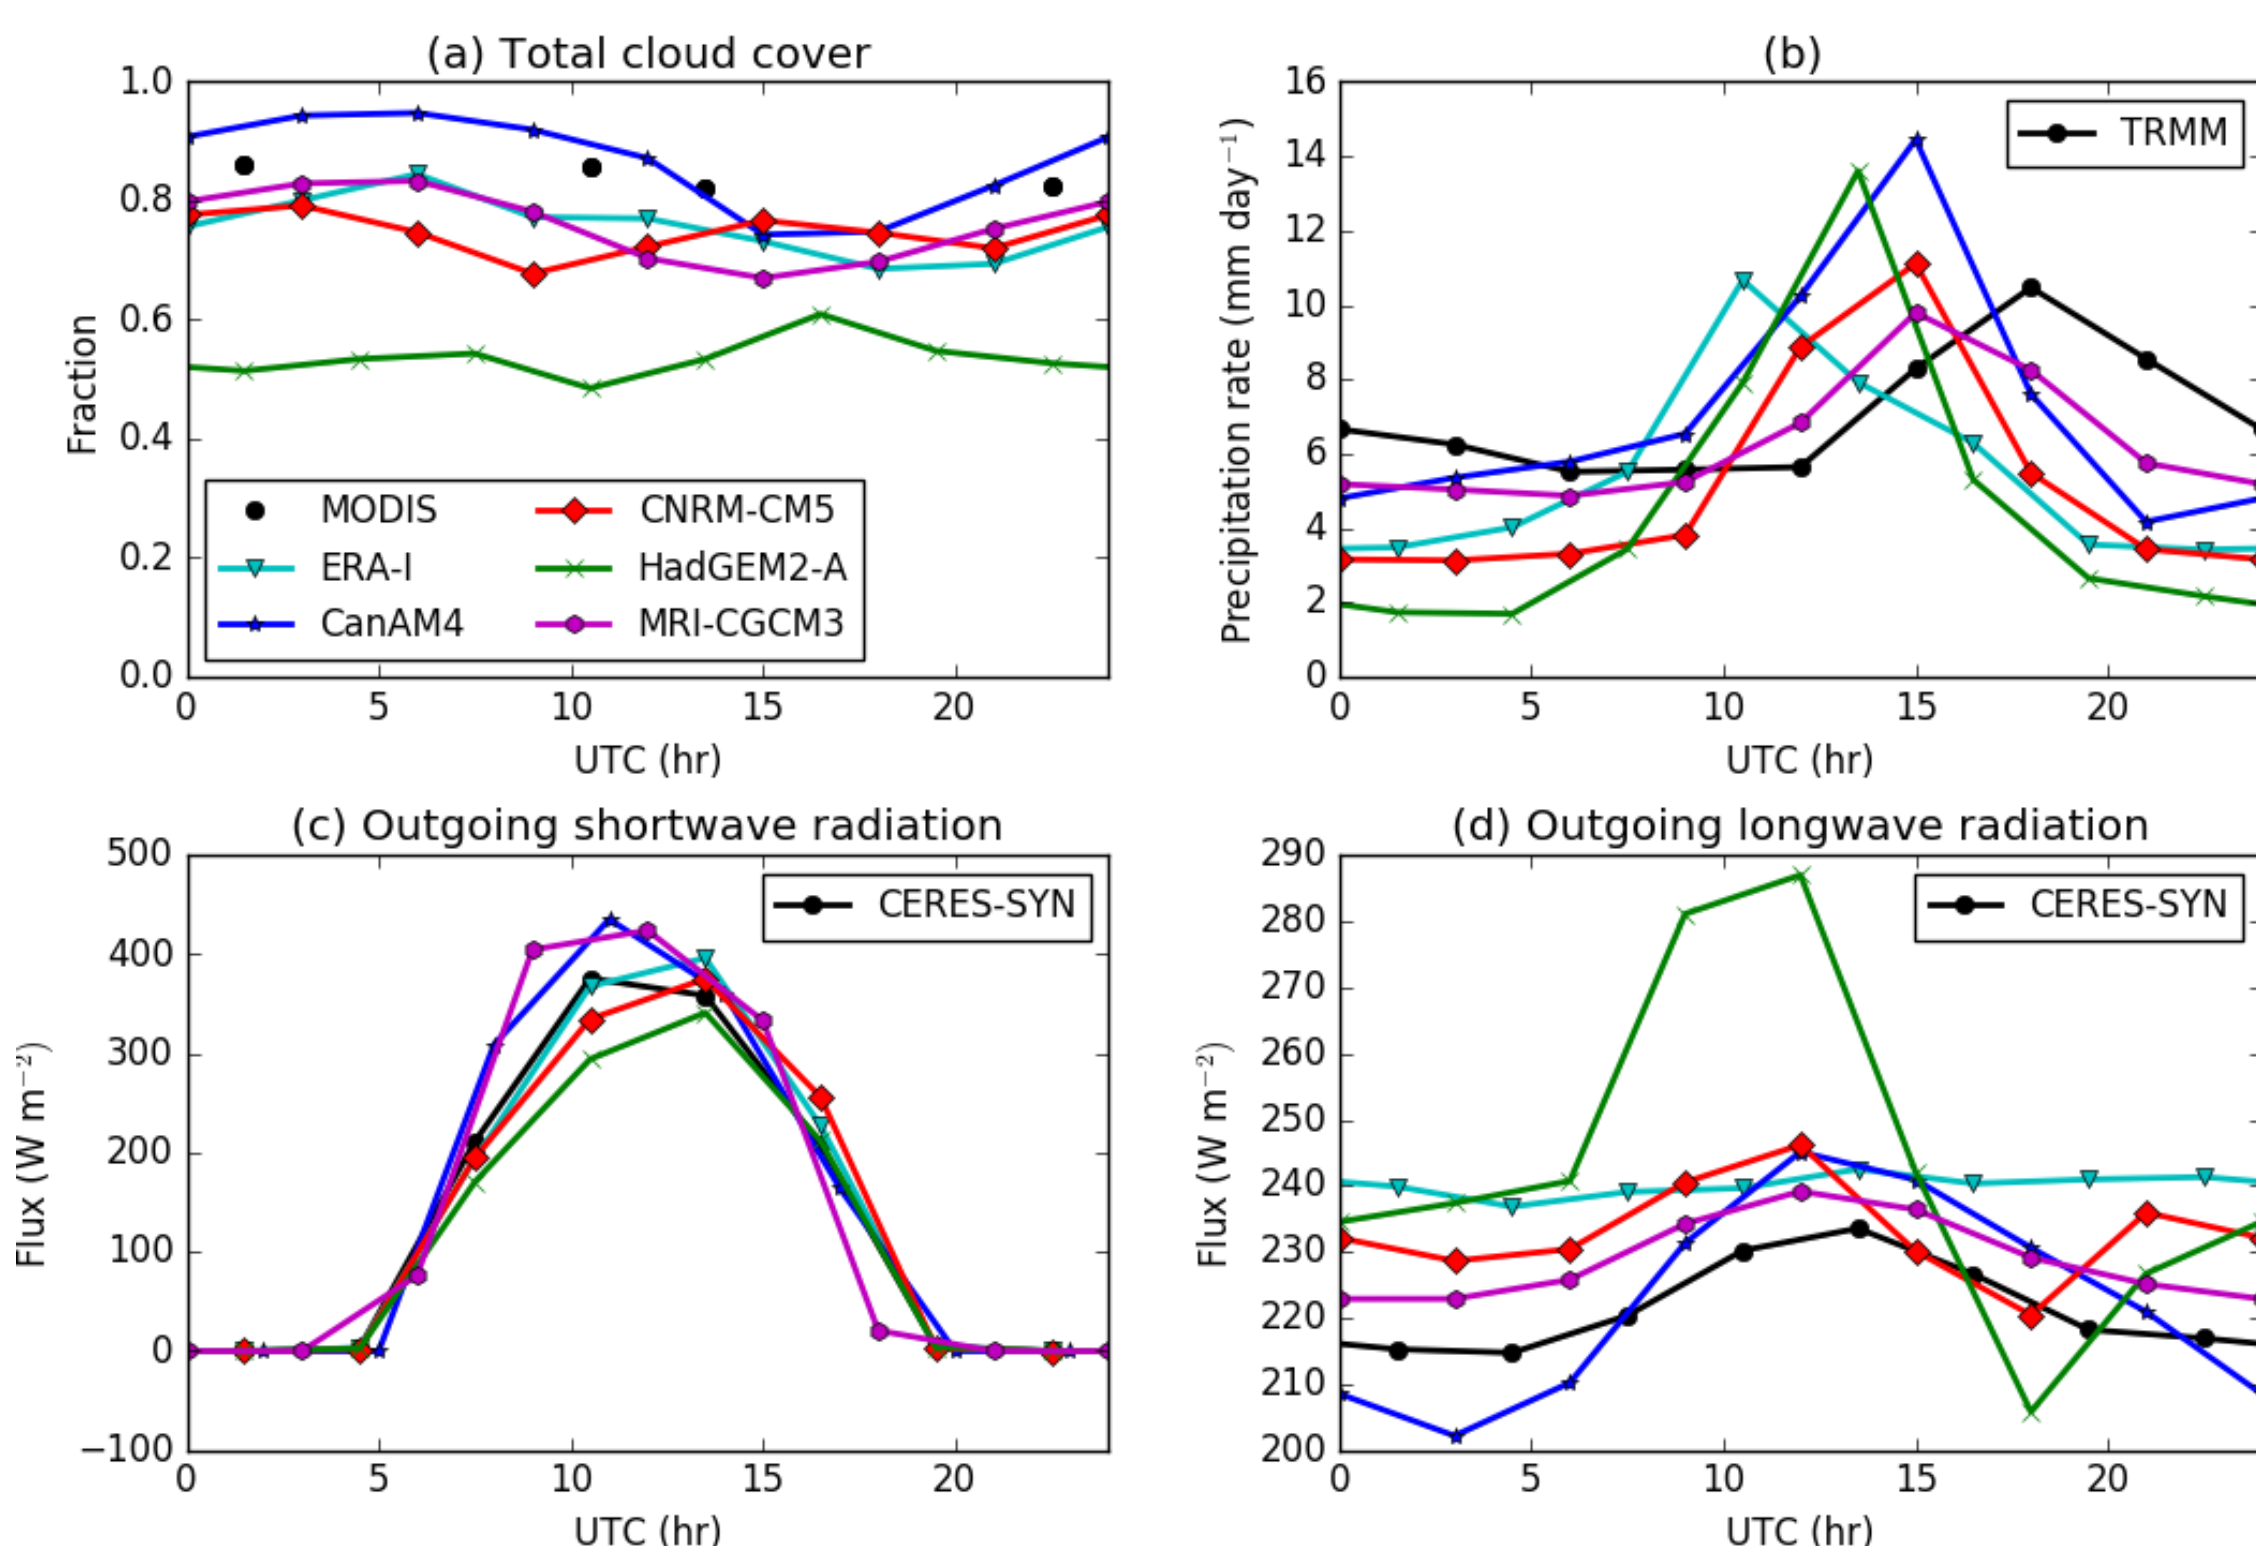 (a) Total cloud cover
1.0
0.8
0.6
0.4
0.2
0.0
Fraction
MODIS
ERA-I
CanAM4
CNRM-CM5
HadGEM2-A
MRI-CGCM3
0 5 10 15 20
UTC (hr)
(b)
16
14
12
10
8
6
4
2
0
Precipitation rate (mm day⁻¹)
TRMM
0 5 10 15 20
UTC (hr)
(c) Outgoing shortwave radiation
500
400
300
200
100
0
−100
Flux (W m⁻²)
CERES-SYN
0 5 10 15 20
UTC (hr)
(d) Outgoing longwave radiation
290
280
270
260
250
240
230
220
210
200
Flux (W m⁻²)
CERES-SYN
0 5 10 15 20
UTC (hr)